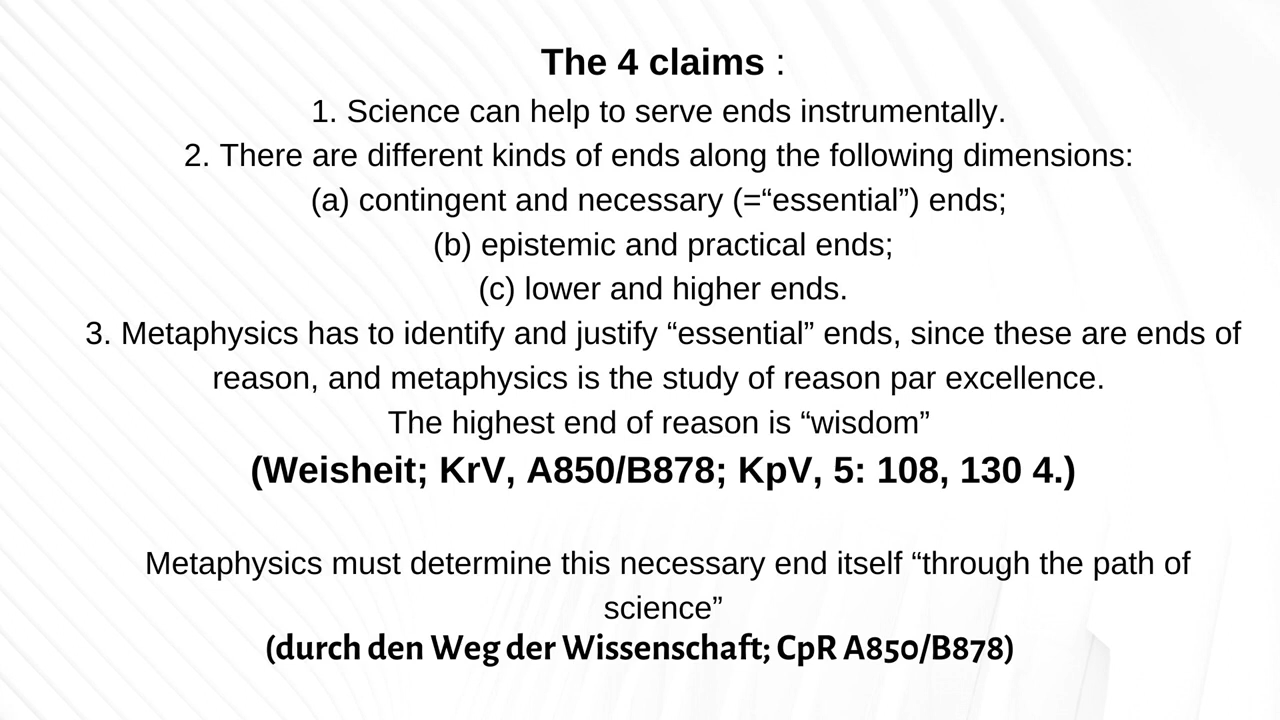 The 4 claims :
1. Science can help to serve ends instrumentally.
2. There are different kinds of ends along the following dimensions:
(a) contingent and necessary (=“essential”) ends;
(b) epistemic and practical ends;
(c) lower and higher ends.
3. Metaphysics has to identify and justify “essential” ends, since these are ends of
reason, and metaphysics is the study of reason par excellence.
The highest end of reason is “wisdom”
(Weisheit; KrV, A850/B878; KpV, 5: 108, 130 4.)
Metaphysics must determine this necessary end itself “through the path of
science”
(durch den Weg der Wissenschaft; CpR A850/B878)